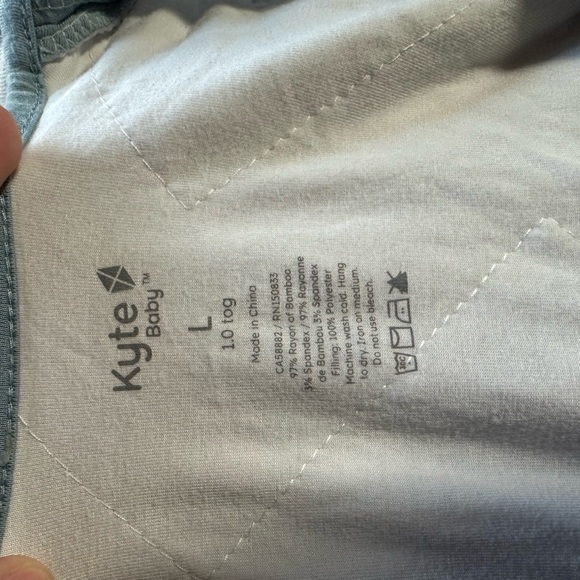 Kyte
Baby™
L
1.0 tog
Made in China
CA58882 / RN150833
97% Rayon of Bamboo
3% Spandex / 97% Rayonne
de Bambou 3% Spandex
Filling: 100% Polyester
Machine wash cold. Hang
to dry. Iron on medium.
Do not use bleach.
30C